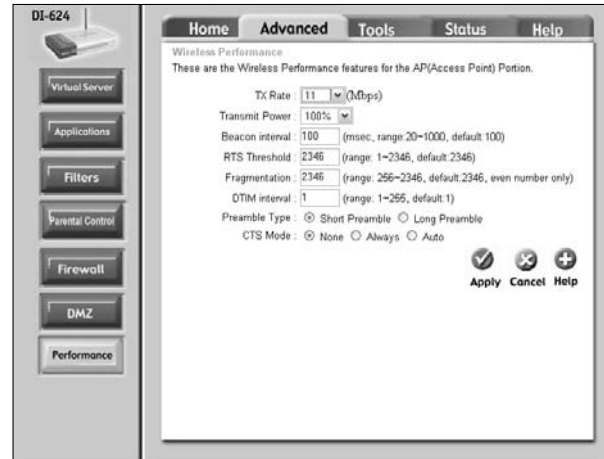 DI-624
Home Advanced Tools Status Help
Virtual Server
Applications
Filters
Parental Control
Firewall
DMZ
Performance
Wireless Performance
These are the Wireless Performance features for the AP(Access Point) Portion.
TX Rate : 11 (Mbps)
Transmit Power : 100%
Beacon interval : 100 (msec, range:20~1000, default:100)
RTS Threshold : 2346 (range: 1~2346, default:2346)
Fragmentation : 2346 (range: 256~2346, default:2346, even number only)
DTIM interval : 1 (range: 1~255, default:1)
Preamble Type : Short Preamble Long Preamble
CTS Mode : None Always Auto
Apply Cancel Help